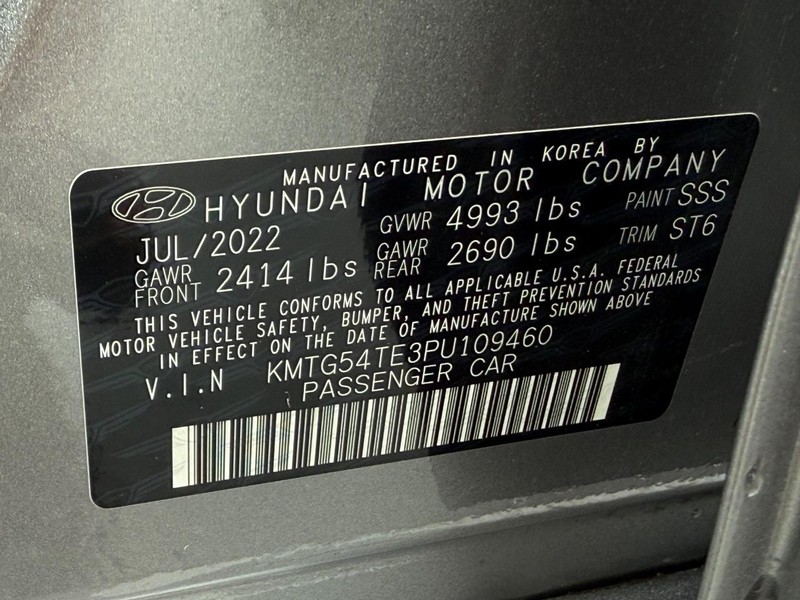 MANUFACTURED IN KOREA BY
HYUNDAI MOTOR COMPANY
JUL/2022 GVWR 4993 lbs PAINT SSS
GAWR FRONT 2414 lbs GAWR REAR 2690 lbs TRIM ST6
THIS VEHICLE CONFORMS TO ALL APPLICABLE U.S.A. FEDERAL
MOTOR VEHICLE SAFETY, BUMPER, AND THEFT PREVENTION STANDARDS
IN EFFECT ON THE DATE OF MANUFACTURE SHOWN ABOVE
V.I.N KMTG54TE3PU109460
PASSENGER CAR